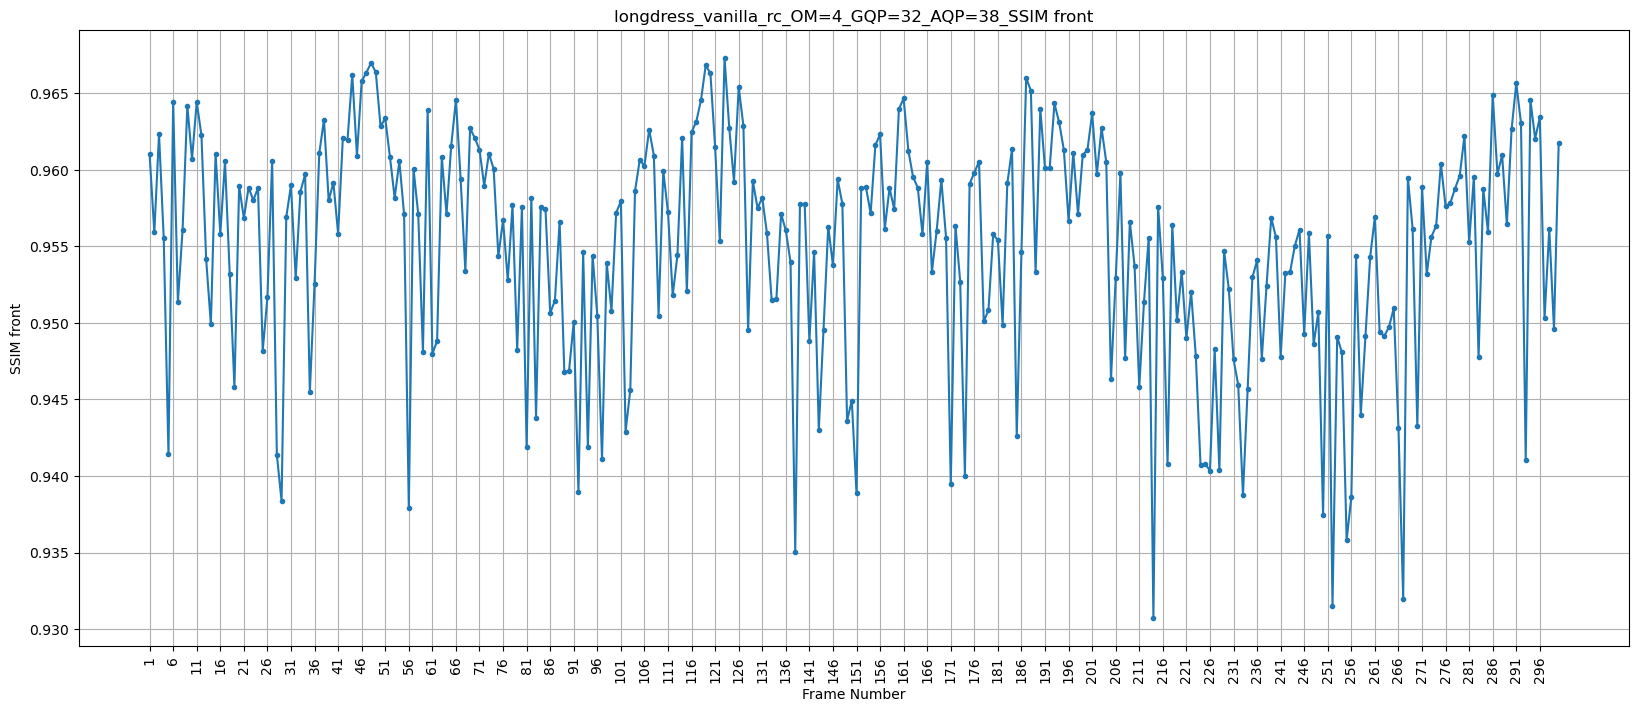 longdress_vanilla_rc_OM=4_GQP=32_AQP=38_SSIM front
SSIM front
0.965
0.960
0.955
0.950
0.945
0.940
0.935
0.930
1 6 11 16 21 26 31 36 41 46 51 56 61 66 71 76 81 86 91 96 101 106 111 116 121 126 131 136 141 146 151 156 161 166 171 176 181 186 191 196 201 206 211 216 221 226 231 236 241 246 251 256 261 266 271 276 281 286 291 296
Frame Number